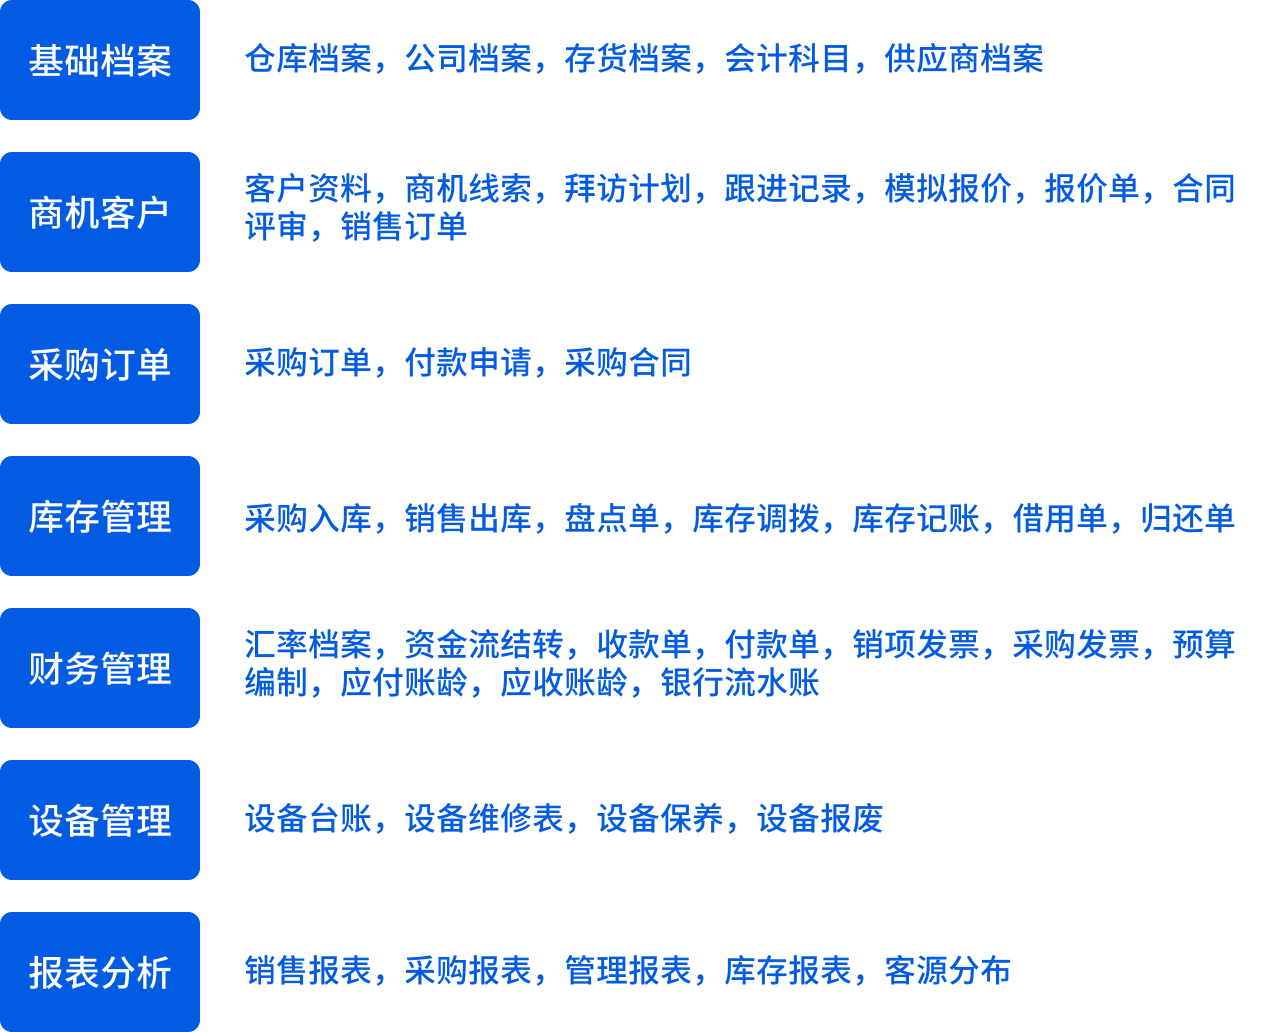 基础档案
仓库档案，公司档案，存货档案，会计科目，供应商档案
商机客户
客户资料，商机线索，拜访计划，跟进记录，模拟报价，报价单，合同
评审，销售订单
采购订单
采购订单，付款申请，采购合同
库存管理
采购入库，销售出库，盘点单，库存调拨，库存记账，借用单，归还单
财务管理
汇率档案，资金流结转，收款单，付款单，销项发票，采购发票，预算
编制，应付账龄，应收账龄，银行流水账
设备管理
设备台账，设备维修表，设备保养，设备报废
报表分析
销售报表，采购报表，管理报表，库存报表，客源分布